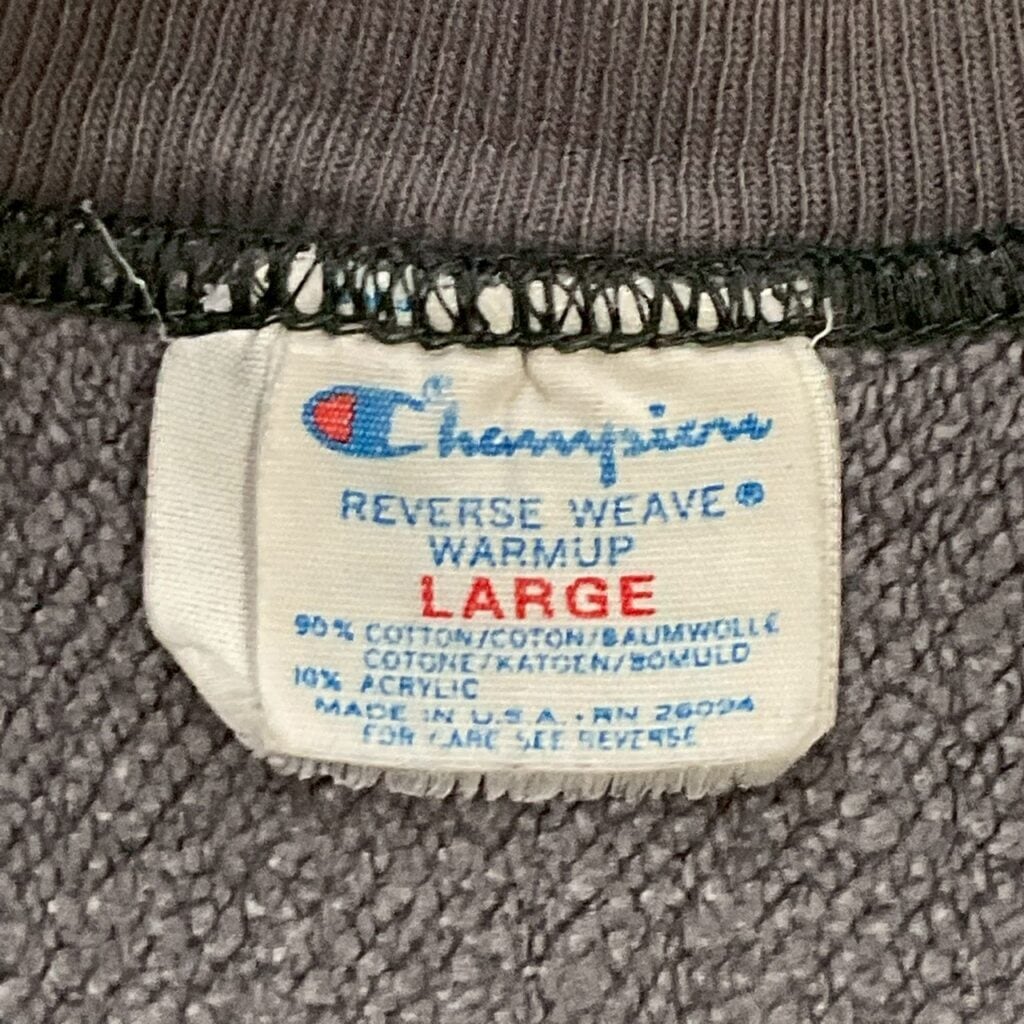 Champion®
REVERSE WEAVE®
WARMUP
LARGE
90% COTTON/COTON/BAUMWOLLE
COTONE/KATOEN/BOMULD
10% ACRYLIC
MADE IN U.S.A. · RN 26094
FOR CARE SEE REVERSE